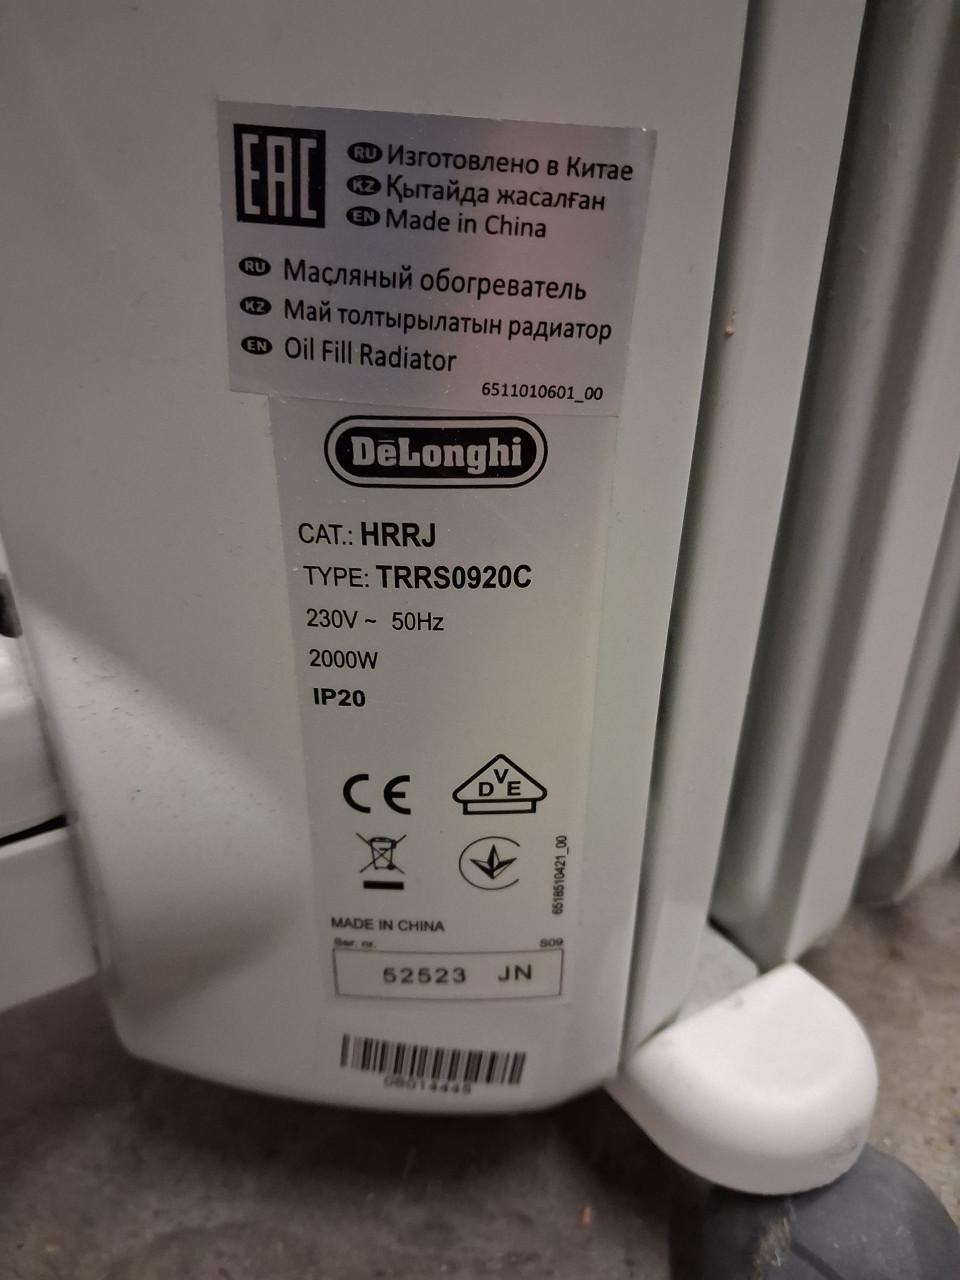 EAC
RU Изготовлено в Китае
KZ Қытайда жасалған
EN Made in China
RU Масляный обогреватель
KZ Май толтырылатын радиатор
EN Oil Fill Radiator
6511010601_00
DeLonghi
CAT.: HRRJ
TYPE: TRRS0920C
230V ~ 50Hz
2000W
IP20
CE
DVE
6518510421_00
MADE IN CHINA
Ser. nr. S09
52523 JN
08014445